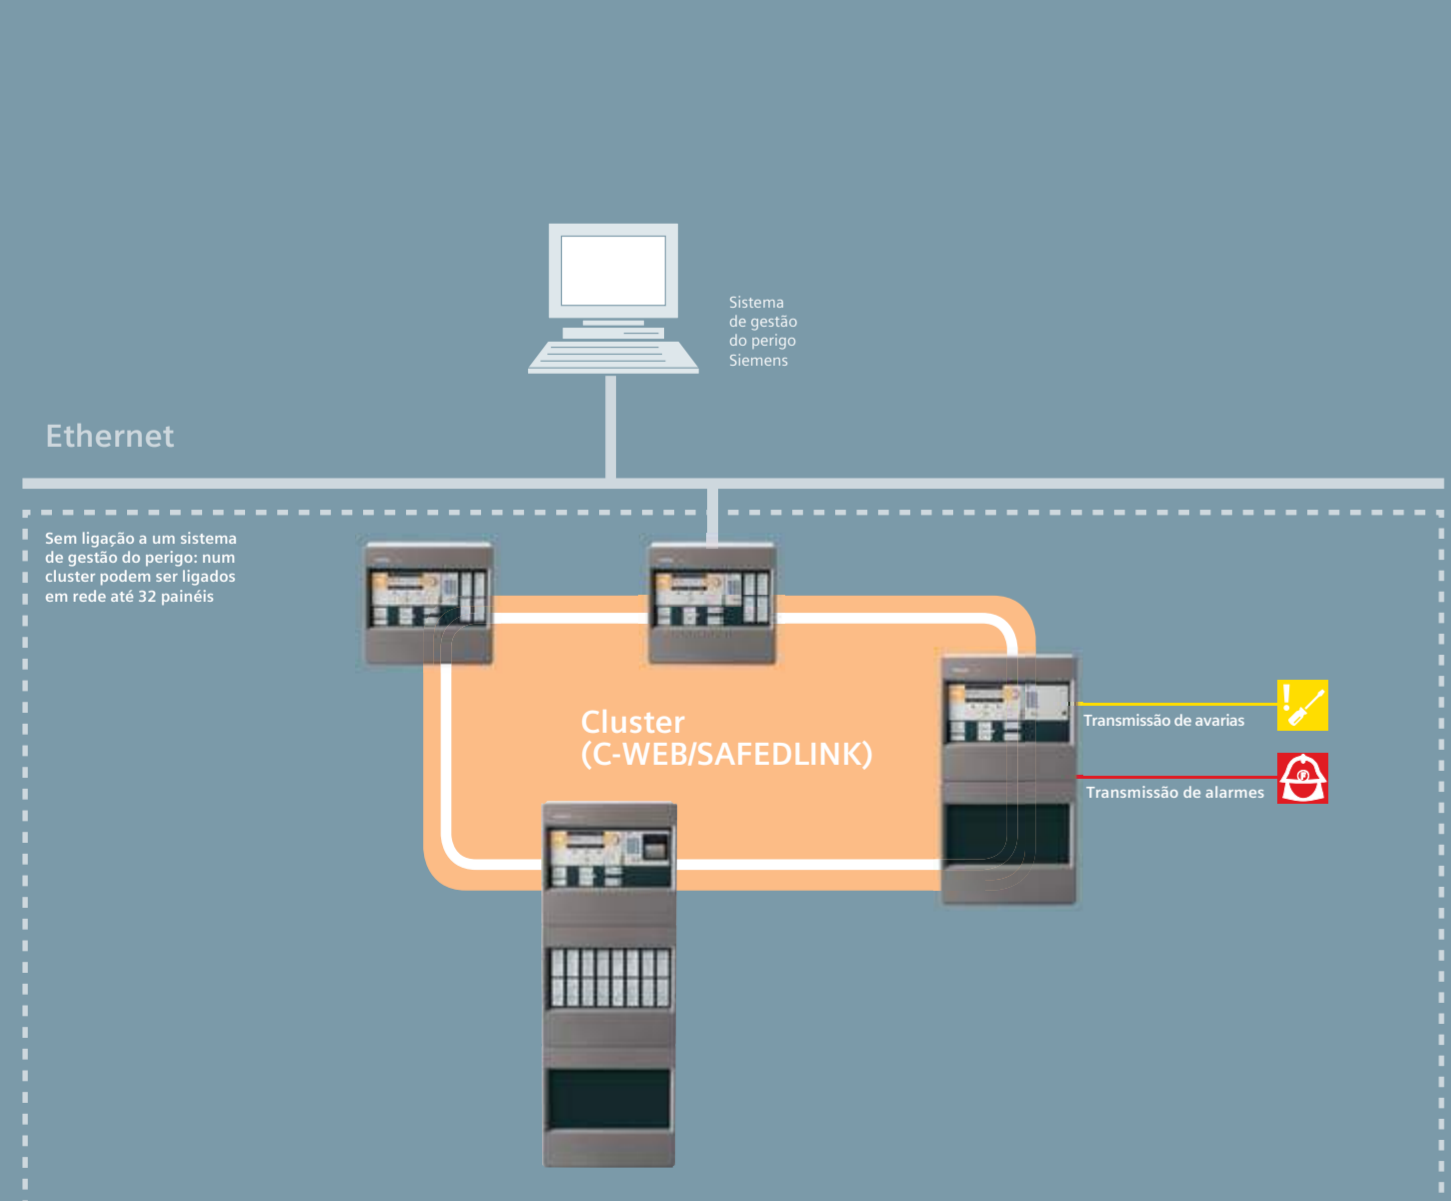 Sistema
de gestão
do perigo
Siemens
Ethernet
Sem ligação a um sistema
de gestão do perigo: num
cluster podem ser ligados
em rede até 32 painéis
Cluster
(C-WEB/SAFEDLINK)
Transmissão de avarias
Transmissão de alarmes